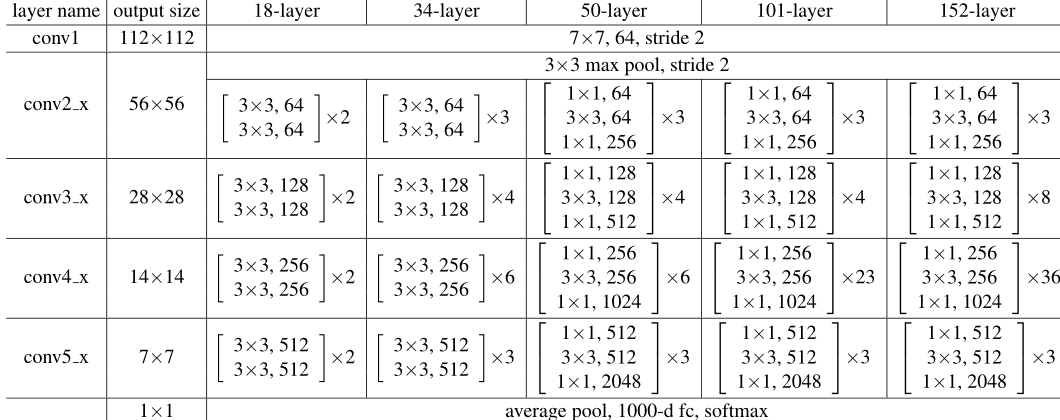 layer name output size 18-layer 34-layer 50-layer 101-layer 152-layer
conv1 112×112 7×7, 64, stride 2
3×3 max pool, stride 2
conv2_x 56×56 [3×3, 64 3×3, 64]×2 [3×3, 64 3×3, 64]×3 [1×1, 64 3×3, 64 1×1, 256]×3 [1×1, 64 3×3, 64 1×1, 256]×3 [1×1, 64 3×3, 64 1×1, 256]×3
conv3_x 28×28 [3×3, 128 3×3, 128]×2 [3×3, 128 3×3, 128]×4 [1×1, 128 3×3, 128 1×1, 512]×4 [1×1, 128 3×3, 128 1×1, 512]×4 [1×1, 128 3×3, 128 1×1, 512]×8
conv4_x 14×14 [3×3, 256 3×3, 256]×2 [3×3, 256 3×3, 256]×6 [1×1, 256 3×3, 256 1×1, 1024]×6 [1×1, 256 3×3, 256 1×1, 1024]×23 [1×1, 256 3×3, 256 1×1, 1024]×36
conv5_x 7×7 [3×3, 512 3×3, 512]×2 [3×3, 512 3×3, 512]×3 [1×1, 512 3×3, 512 1×1, 2048]×3 [1×1, 512 3×3, 512 1×1, 2048]×3 [1×1, 512 3×3, 512 1×1, 2048]×3
1×1 average pool, 1000-d fc, softmax